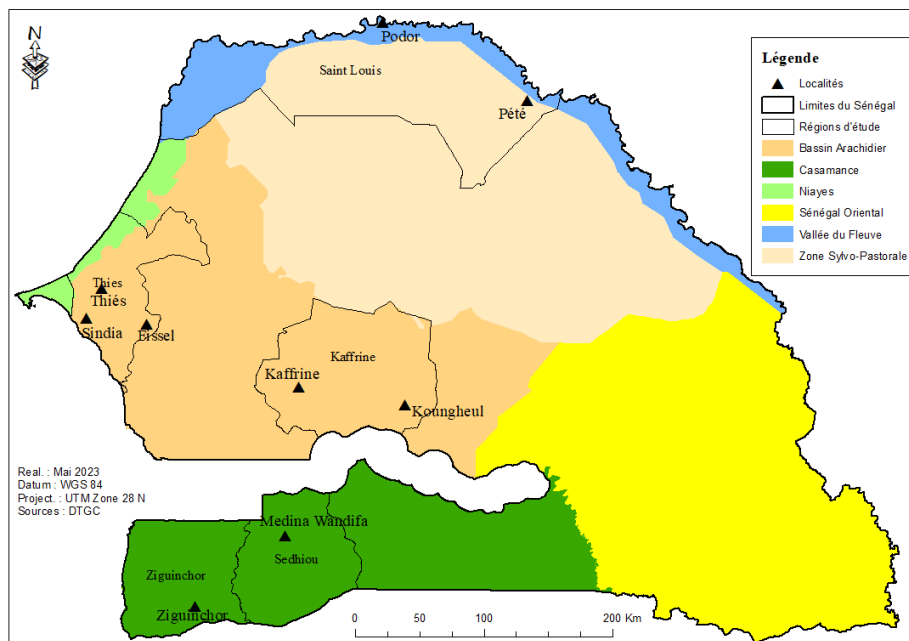 N
Podor
Saint Louis
Pété
Légende
Localités
Limites du Sénégal
Régions d'étude
Bassin Arachidier
Casamance
Niayes
Sénégal Oriental
Vallée du Fleuve
Zone Sylvo-Pastorale
Thies
Thiés
Sindia
Fissel
Kaffrine
Kaffrine
Koungheul
Real. : Mai 2023
Datum : WGS 84
Project. : UTM Zone 28 N
Sources : DTGC
Medina Wandifa
Sedhiou
Ziguinchor
Ziguinchor
0 50 100 200 Km